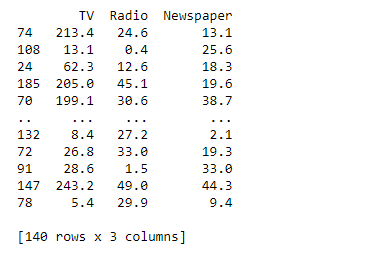 TV Radio Newspaper
74 213.4 24.6 13.1
108 13.1 0.4 25.6
24 62.3 12.6 18.3
185 205.0 45.1 19.6
70 199.1 30.6 38.7
.. ... ... ...
132 8.4 27.2 2.1
72 26.8 33.0 19.3
91 28.6 1.5 33.0
147 243.2 49.0 44.3
78 5.4 29.9 9.4
[140 rows x 3 columns]